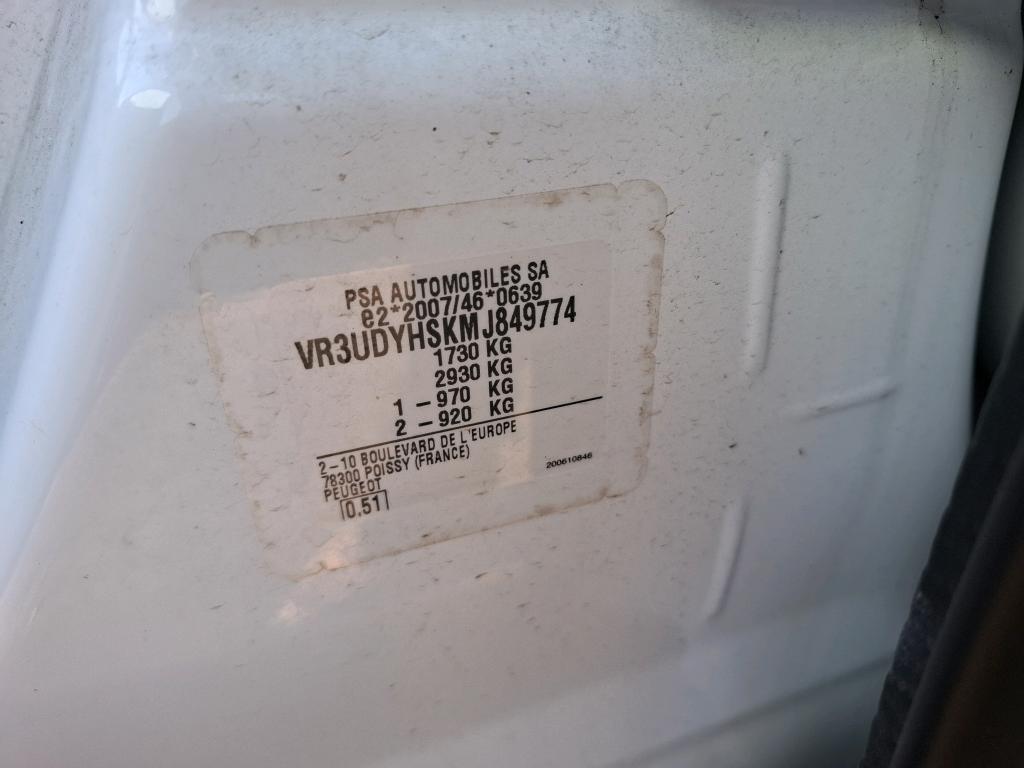 PSA AUTOMOBILES SA
e2*2007/46*0639
VR3UDYHSKMJ849774
1730 KG
2930 KG
1 - 970 KG
2 - 920 KG
2-10 BOULEVARD DE L'EUROPE
78300 POISSY (FRANCE)
PEUGEOT
200610846
0.51